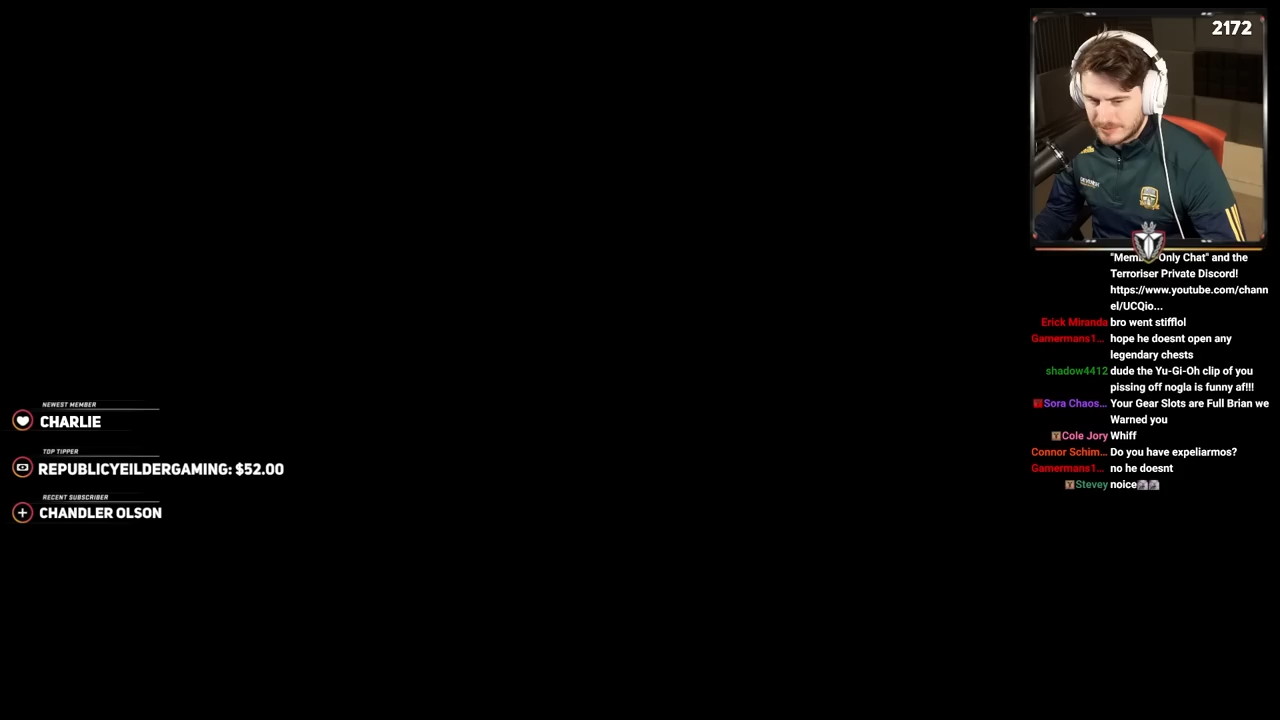 2172
Only Chat" and the
Terroriser Private Discord!
https://www.youtube.com/chann
el/UCQio...
Erick Miranda bro went stifflol
Gamermans1... hope he doesnt open any
legendary chests
shadow4412 dude the Yu-Gi-Oh clip of you
pissing off nogla is funny af!!!
Sora Chaos... Your Gear Slots are Full Brian we
Warned you
Cole Jory Whiff
Connor Schim... Do you have expeliarmos?
Gamermans1... no he doesnt
Stevey noice
NEWEST MEMBER
CHARLIE
TOP TIPPER
REPUBLICYEILDERGAMING: $52.00
RECENT SUBSCRIBER
CHANDLER OLSON